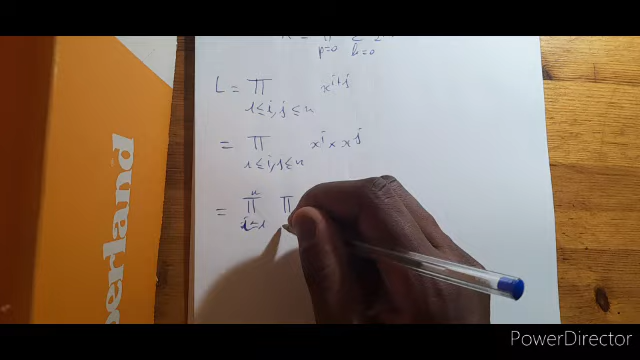 p=0 k=0
L = ∏ x^{i+j}
1≤i,j≤n
= ∏ x^i × x^j
1≤i,j≤n
n
= ∏ ∏
i=1
berland
PowerDirector